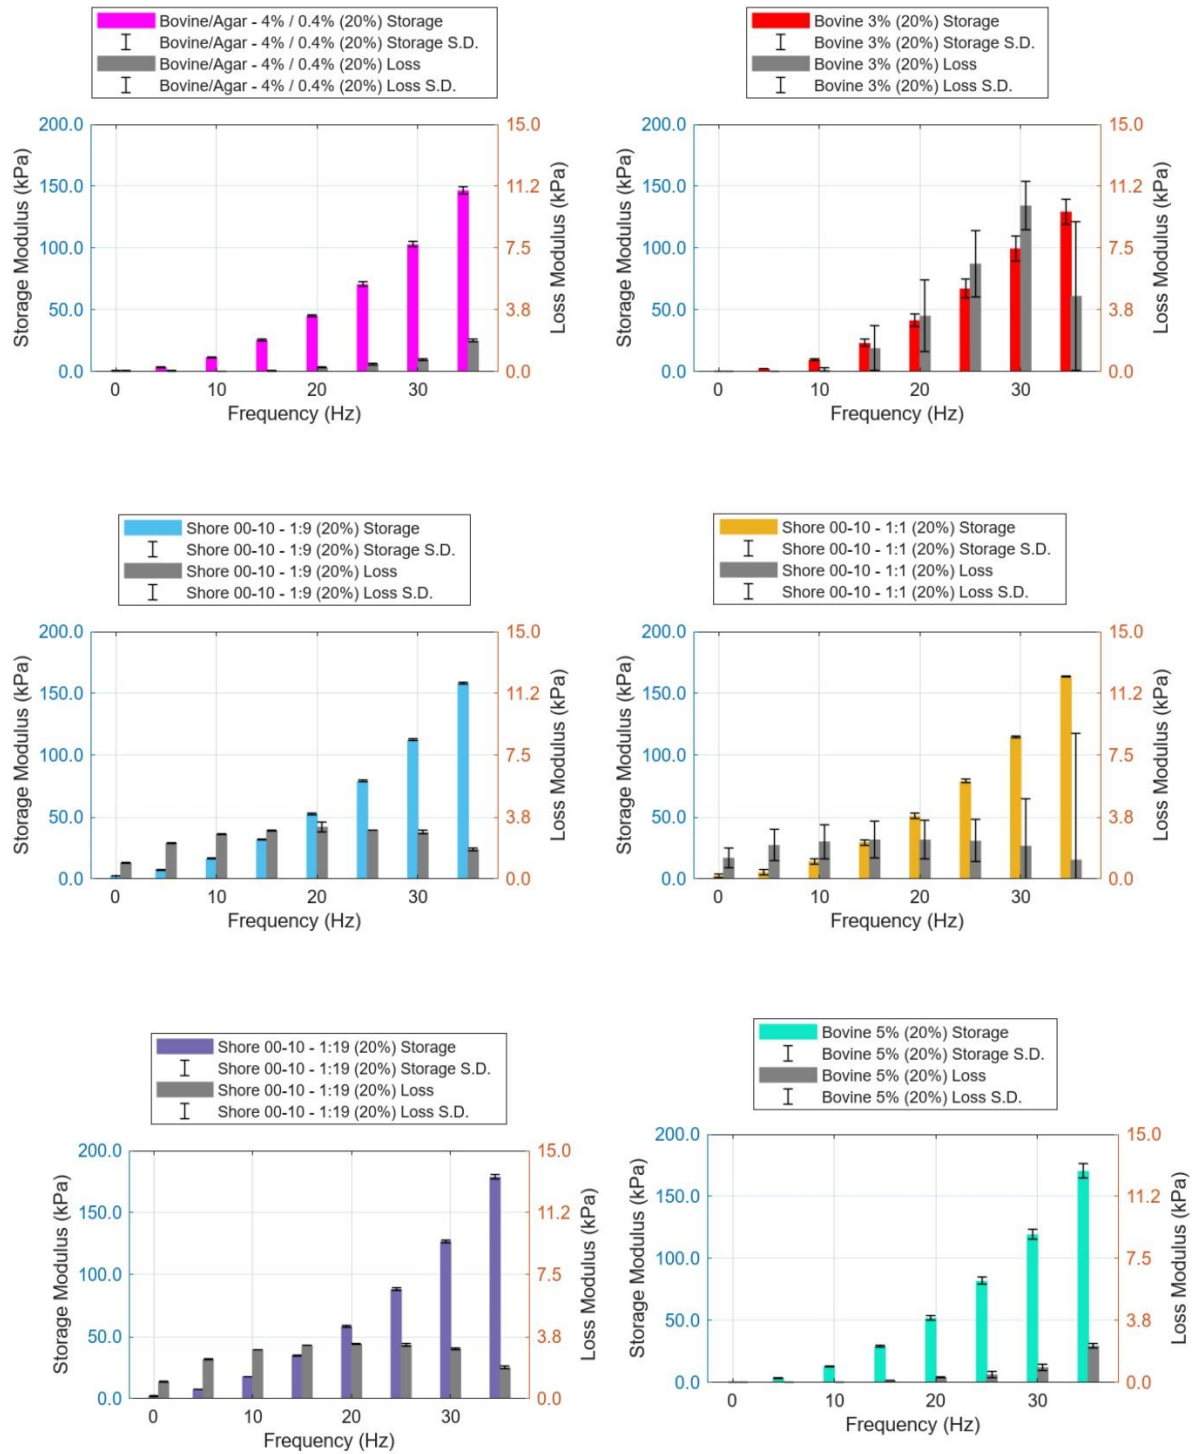 Bovine/Agar - 4% / 0.4% (20%) Storage
Bovine/Agar - 4% / 0.4% (20%) Storage S.D.
Bovine/Agar - 4% / 0.4% (20%) Loss
Bovine/Agar - 4% / 0.4% (20%) Loss S.D.
Storage Modulus (kPa)
200.0
150.0
100.0
50.0
0.0
0
10
20
30
Frequency (Hz)
15.0
11.2
7.5
3.8
0.0
Loss Modulus (kPa)
Bovine 3% (20%) Storage
Bovine 3% (20%) Storage S.D.
Bovine 3% (20%) Loss
Bovine 3% (20%) Loss S.D.
Storage Modulus (kPa)
200.0
150.0
100.0
50.0
0.0
0
10
20
30
Frequency (Hz)
15.0
11.2
7.5
3.8
0.0
Loss Modulus (kPa)
Shore 00-10 - 1:9 (20%) Storage
Shore 00-10 - 1:9 (20%) Storage S.D.
Shore 00-10 - 1:9 (20%) Loss
Shore 00-10 - 1:9 (20%) Loss S.D.
Storage Modulus (kPa)
200.0
150.0
100.0
50.0
0.0
0
10
20
30
Frequency (Hz)
15.0
11.2
7.5
3.8
0.0
Loss Modulus (kPa)
Shore 00-10 - 1:1 (20%) Storage
Shore 00-10 - 1:1 (20%) Storage S.D.
Shore 00-10 - 1:1 (20%) Loss
Shore 00-10 - 1:1 (20%) Loss S.D.
Storage Modulus (kPa)
200.0
150.0
100.0
50.0
0.0
0
10
20
30
Frequency (Hz)
15.0
11.2
7.5
3.8
0.0
Loss Modulus (kPa)
Shore 00-10 - 1:19 (20%) Storage
Shore 00-10 - 1:19 (20%) Storage S.D.
Shore 00-10 - 1:19 (20%) Loss
Shore 00-10 - 1:19 (20%) Loss S.D.
Storage Modulus (kPa)
200.0
150.0
100.0
50.0
0.0
0
10
20
30
Frequency (Hz)
15.0
11.2
7.5
3.8
0.0
Loss Modulus (kPa)
Bovine 5% (20%) Storage
Bovine 5% (20%) Storage S.D.
Bovine 5% (20%) Loss
Bovine 5% (20%) Loss S.D.
Storage Modulus (kPa)
200.0
150.0
100.0
50.0
0.0
0
10
20
30
Frequency (Hz)
15.0
11.2
7.5
3.8
0.0
Loss Modulus (kPa)